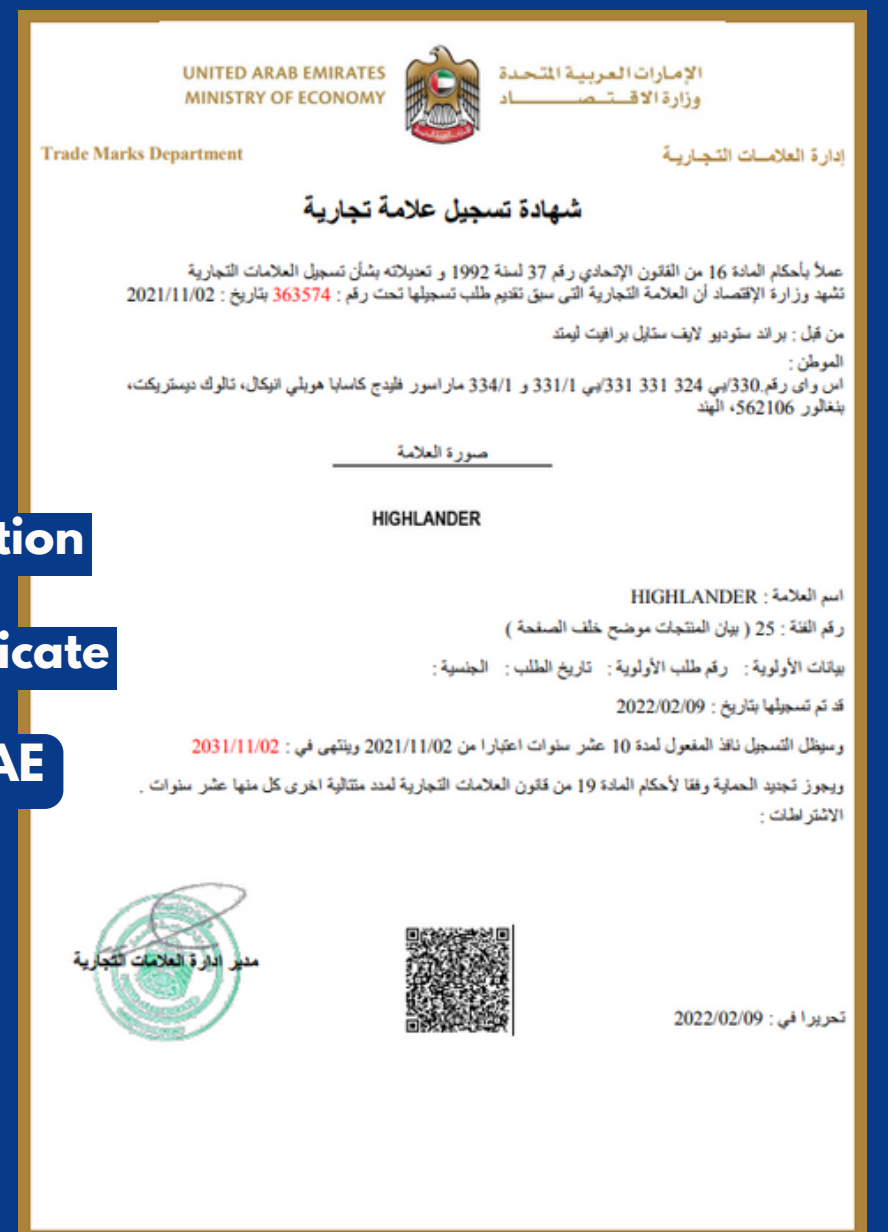 UNITED ARAB EMIRATES
MINISTRY OF ECONOMY
الإمارات العربية المتحدة
وزارة الاقتصاد
Trade Marks Department
إدارة العلامات التجارية
شهادة تسجيل علامة تجارية
عملاً بأحكام المادة 16 من القانون الإتحادي رقم 37 لسنة 1992 و تعديلاته بشأن تسجيل العلامات التجارية
تشهد وزارة الإقتصاد أن العلامة التجارية التى سبق تقديم طلب تسجيلها تحت رقم : 363574 بتاريخ : 2021/11/02
من قبل : براند ستوديو لايف ستايل برافيت ليمتد
الموطن :
اس واى رقم.330/بي 324 331 331/بي 331/1 و 334/1 ماراسور فليدج كاسابا هوبلي انيكال، تالوك ديستريكت،
بنغالور 562106، الهند
صورة العلامة
HIGHLANDER
tion
icate
AE
اسم العلامة : HIGHLANDER
رقم الفئة : 25 ( بيان المنتجات موضح خلف الصفحة )
بيانات الأولوية : رقم طلب الأولوية : تاريخ الطلب : الجنسية :
قد تم تسجيلها بتاريخ : 2022/02/09
وسيظل التسجيل نافذ المفعول لمدة 10 عشر سنوات اعتبارا من 2021/11/02 وينتهى في : 2031/11/02
ويجوز تجديد الحماية وفقا لأحكام المادة 19 من قانون العلامات التجارية لمدد متتالية اخرى كل منها عشر سنوات .
الاشتراطات :
مدير ادارة العلامات التجارية
تحريرا في : 2022/02/09